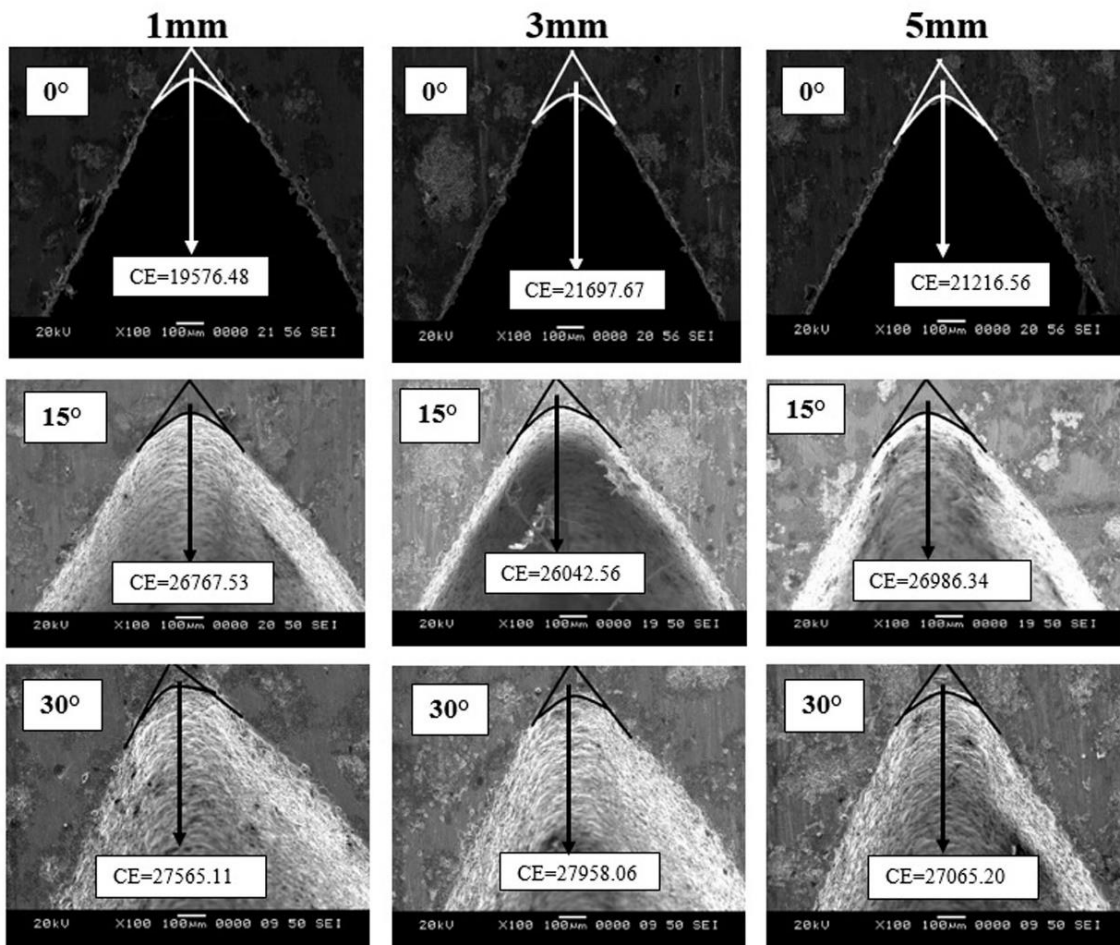 1mm 3mm 5mm
0° 0° 0°
CE=19576.48 CE=21697.67 CE=21216.56
20kV X100 100µm 0000 21 56 SEI 20kV X100 100µm 0000 20 56 SEI 20kV X100 100µm 0000 20 56 SEI
15° 15° 15°
CE=26767.53 CE=26042.56 CE=26986.34
20kV X100 100µm 0000 20 50 SEI 20kV X100 100µm 0000 19 50 SEI 20kV X100 100µm 0000 19 50 SEI
30° 30° 30°
CE=27565.11 CE=27958.06 CE=27065.20
20kV X100 100µm 0000 09 50 SEI 20kV X100 100µm 0000 09 50 SEI 20kV X100 100µm 0000 09 50 SEI